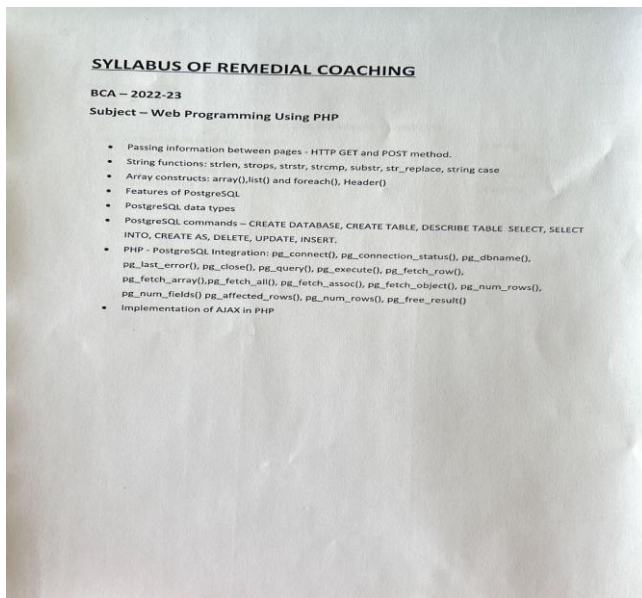 SYLLABUS OF REMEDIAL COACHING
BCA – 2022-23
Subject – Web Programming Using PHP
• Passing information between pages - HTTP GET and POST method.
• String functions: strlen, strops, strstr, strcmp, substr, str_replace, string case
• Array constructs: array(),list() and foreach(), Header()
• Features of PostgreSQL
• PostgreSQL data types
• PostgreSQL commands – CREATE DATABASE, CREATE TABLE, DESCRIBE TABLE SELECT, SELECT
INTO, CREATE AS, DELETE, UPDATE, INSERT.
• PHP - PostgreSQL Integration: pg_connect(), pg_connection_status(), pg_dbname(),
pg_last_error(), pg_close(), pg_query(), pg_execute(), pg_fetch_row(),
pg_fetch_array(),pg_fetch_all(), pg_fetch_assoc(), pg_fetch_object(), pg_num_rows(),
pg_num_fields() pg_affected_rows(), pg_num_rows(), pg_free_result()
• Implementation of AJAX in PHP